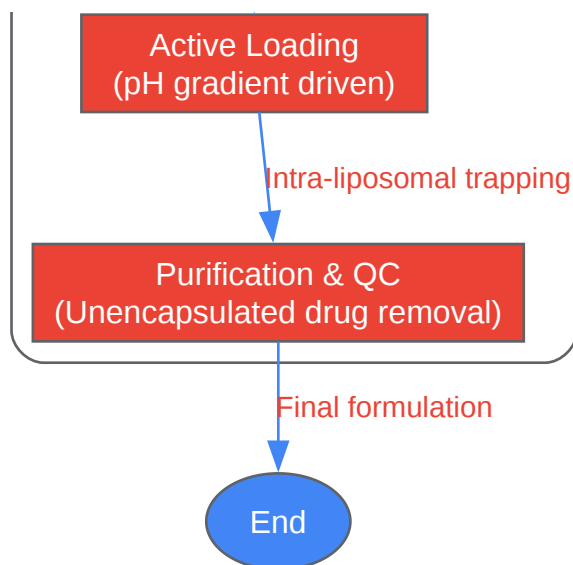 Active Loading
(pH gradient driven)
Intra-liposomal trapping
Purification & QC
(Unencapsulated drug removal)
Final formulation
End